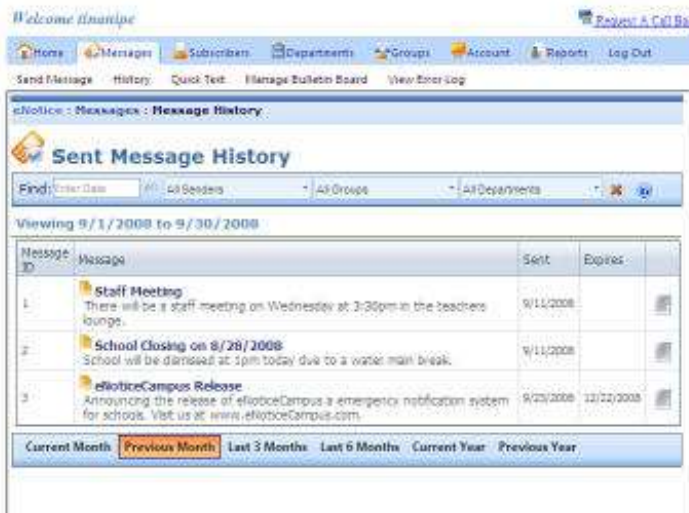 Welcome tinanipe
Request A Call Ba
Home Messages Subscribers Departments Groups Account Reports Log Out
Send Message History Quick Text Manage Bulletin Board View Error Log
eNotice : Messages : Message History
Sent Message History
Find: Enter Date All Senders All Groups All Departments
Viewing 9/1/2008 to 9/30/2008
Message ID Message Sent Expires
1 Staff Meeting
There will be a staff meeting on Wednesday at 3:30pm in the teachers
lounge.
9/11/2008
2 School Closing on 8/28/2008
School will be dismissed at 1pm today due to a water main break.
9/11/2008
3 eNoticeCampus Release
Announcing the release of eNoticeCampus a emergency notification system
for schools. Visit us at www.eNoticeCampus.com.
9/25/2008 12/22/2008
Current Month Previous Month Last 3 Months Last 6 Months Current Year Previous Year